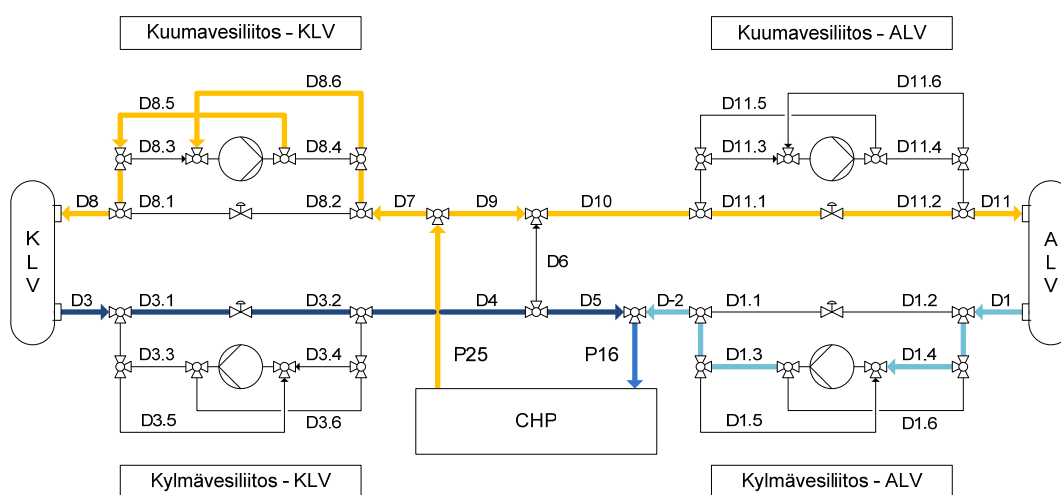 Kuumavesiliitos - KLV
Kuumavesiliitos - ALV
D8.6
D8.5
D8.3
D8.4
D11.6
D11.5
D11.3
D11.4
D8
D8.1
D8.2
D7
D9
D10
D11.1
D11.2
D11
KLV
ALV
D6
D3
D3.1
D3.2
D4
D5
D-2
D1.1
D1.2
D1
D3.3
D3.4
P25
P16
D1.3
D1.4
D3.5
D3.6
CHP
D1.5
D1.6
Kylmävesiliitos - KLV
Kylmävesiliitos - ALV